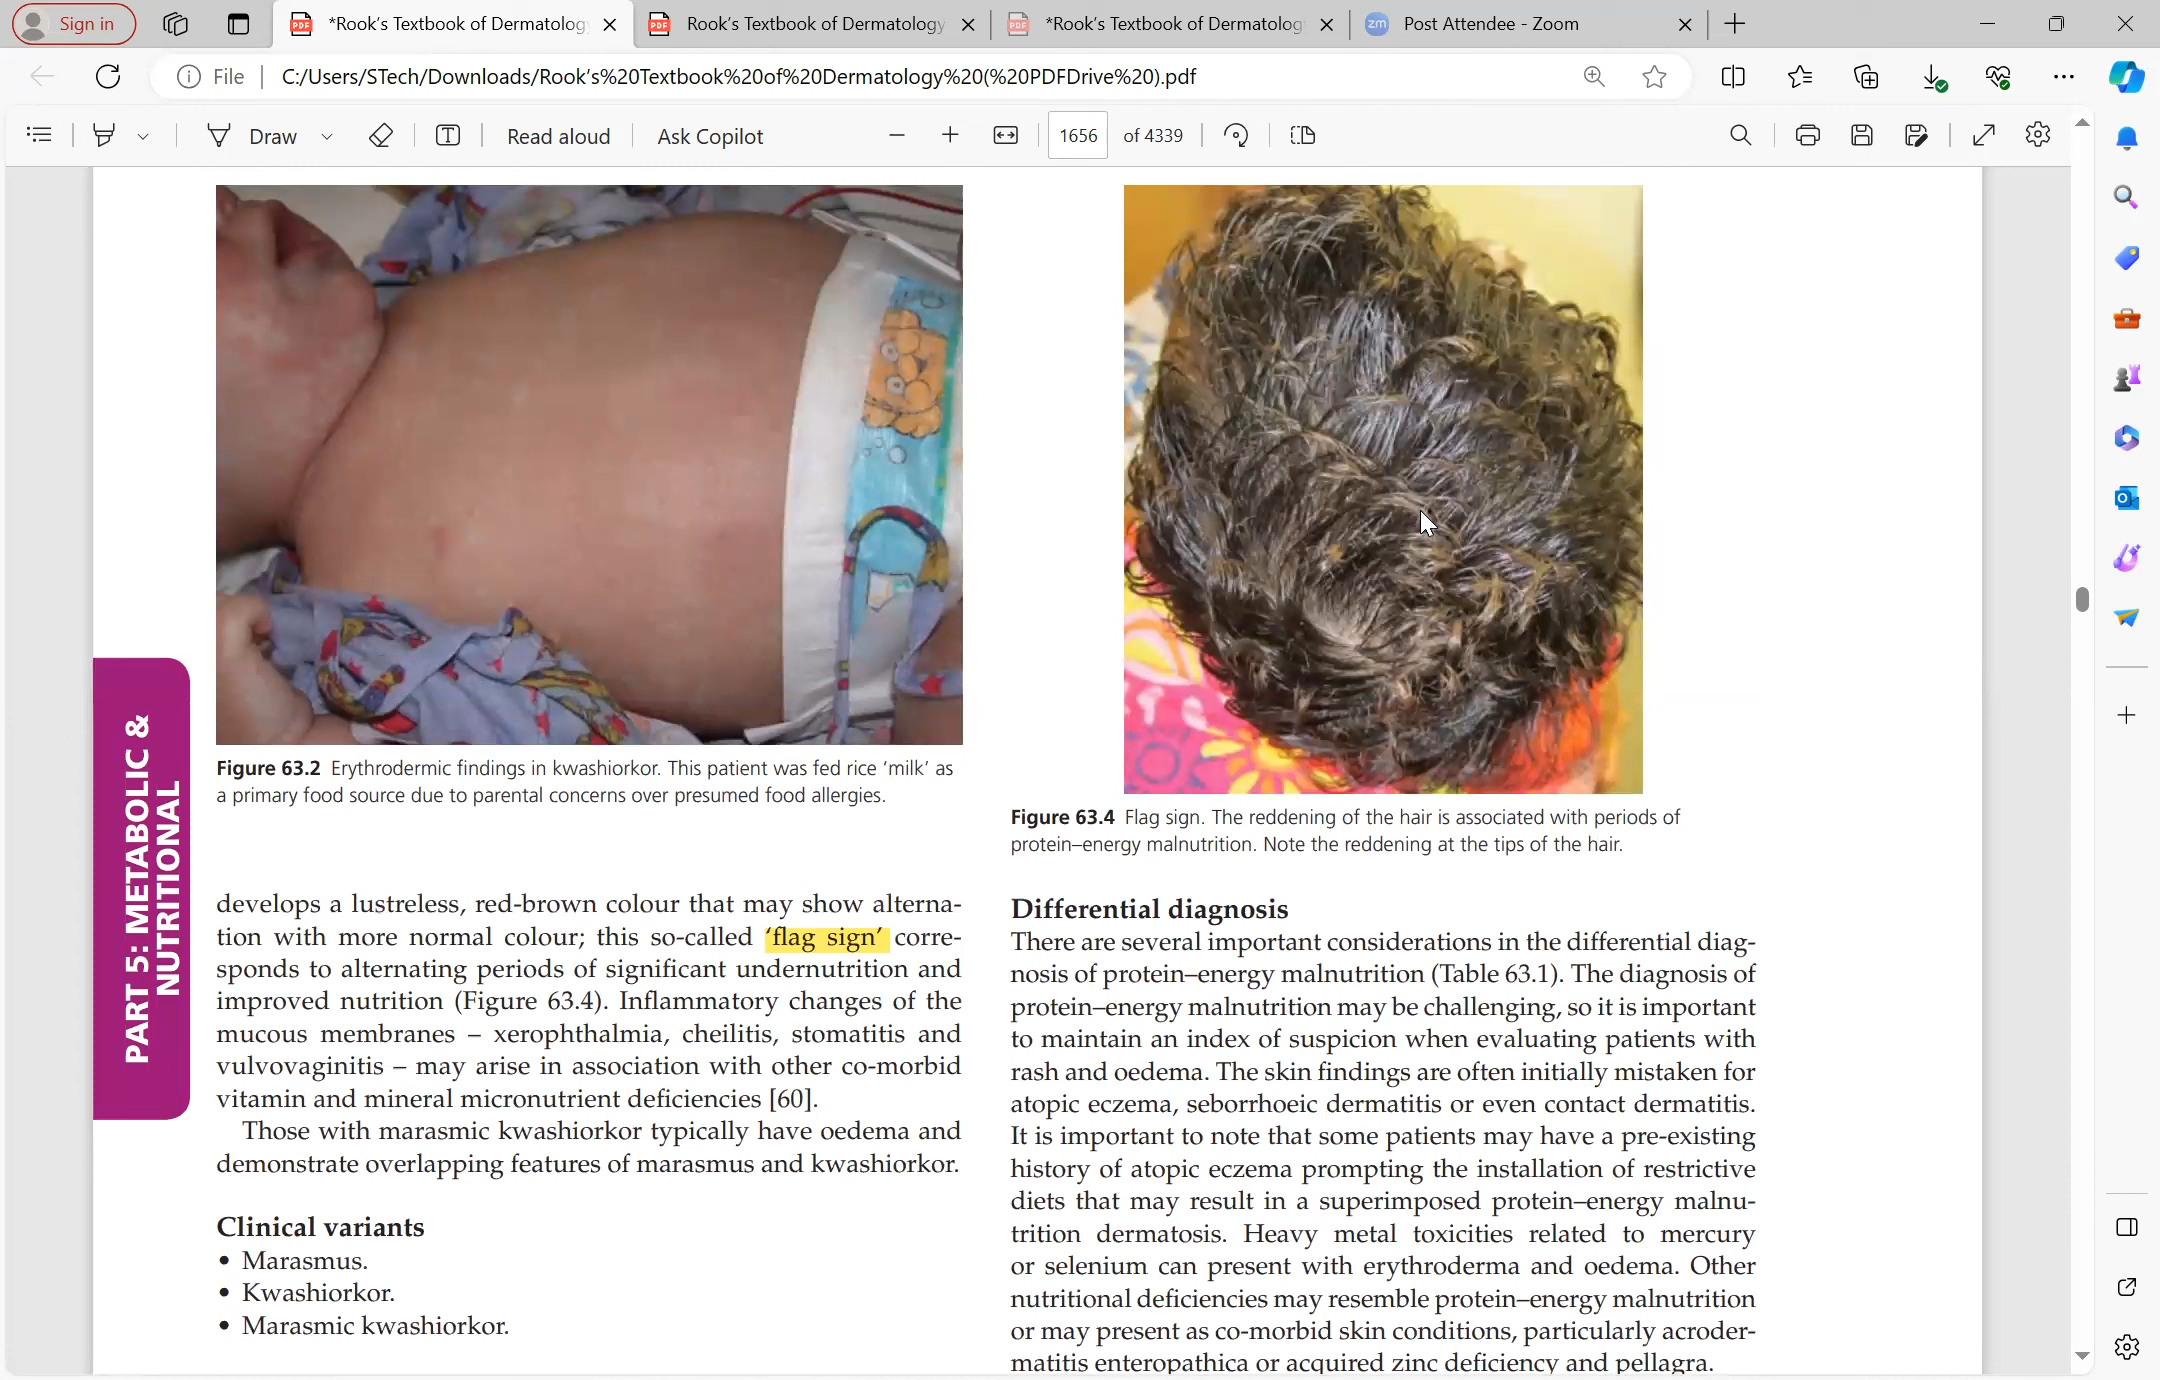 Sign in
*Rook's Textbook of Dermatolog
Rook's Textbook of Dermatology
*Rook's Textbook of Dermatolog
zm
Post Attendee - Zoom
File
C:/Users/STech/Downloads/Rook's%20Textbook%20of%20Dermatology%20(%20PDFDrive%20).pdf
Draw
Read aloud
Ask Copilot
1656
of 4339
PART 5: METABOLIC &
NUTRITIONAL
Figure 63.2 Erythrodermic findings in kwashiorkor. This patient was fed rice ‘milk’ as
a primary food source due to parental concerns over presumed food allergies.
develops a lustreless, red-brown colour that may show alterna-
tion with more normal colour; this so-called ‘flag sign’ corre-
sponds to alternating periods of significant undernutrition and
improved nutrition (Figure 63.4). Inflammatory changes of the
mucous membranes – xerophthalmia, cheilitis, stomatitis and
vulvovaginitis – may arise in association with other co-morbid
vitamin and mineral micronutrient deficiencies [60].
Those with marasmic kwashiorkor typically have oedema and
demonstrate overlapping features of marasmus and kwashiorkor.
Clinical variants
• Marasmus.
• Kwashiorkor.
• Marasmic kwashiorkor.
Figure 63.4 Flag sign. The reddening of the hair is associated with periods of
protein–energy malnutrition. Note the reddening at the tips of the hair.
Differential diagnosis
There are several important considerations in the differential diag-
nosis of protein–energy malnutrition (Table 63.1). The diagnosis of
protein–energy malnutrition may be challenging, so it is important
to maintain an index of suspicion when evaluating patients with
rash and oedema. The skin findings are often initially mistaken for
atopic eczema, seborrhoeic dermatitis or even contact dermatitis.
It is important to note that some patients may have a pre-existing
history of atopic eczema prompting the installation of restrictive
diets that may result in a superimposed protein–energy malnu-
trition dermatosis. Heavy metal toxicities related to mercury
or selenium can present with erythroderma and oedema. Other
nutritional deficiencies may resemble protein–energy malnutrition
or may present as co-morbid skin conditions, particularly acroder-
matitis enteropathica or acquired zinc deficiency and pellagra.